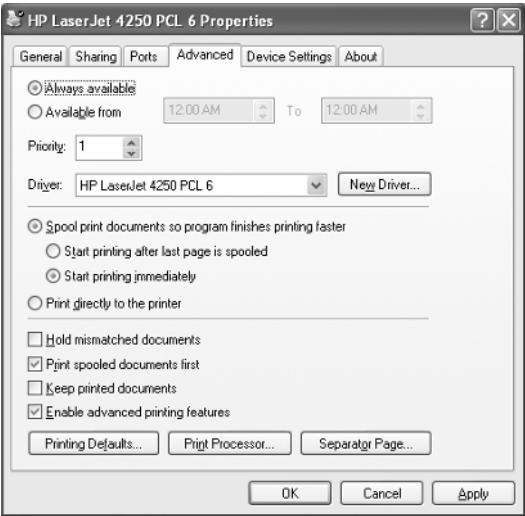 HP LaserJet 4250 PCL 6 Properties
General Sharing Ports Advanced Device Settings About
Always available
Available from 12:00 AM To 12:00 AM
Priority: 1
Driver: HP LaserJet 4250 PCL 6 New Driver...
Spool print documents so program finishes printing faster
Start printing after last page is spooled
Start printing immediately
Print directly to the printer
Hold mismatched documents
Print spooled documents first
Keep printed documents
Enable advanced printing features
Printing Defaults... Print Processor... Separator Page...
OK Cancel Apply